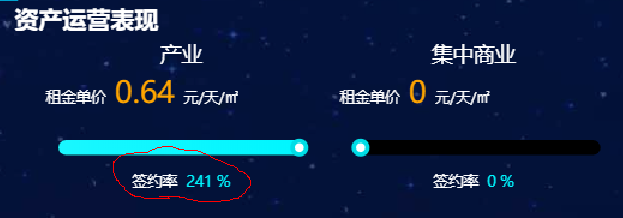 资产运营表现
产业
集中商业
租金单价 0.64 元/天/㎡
租金单价 0 元/天/㎡
签约率 241 %
签约率 0 %